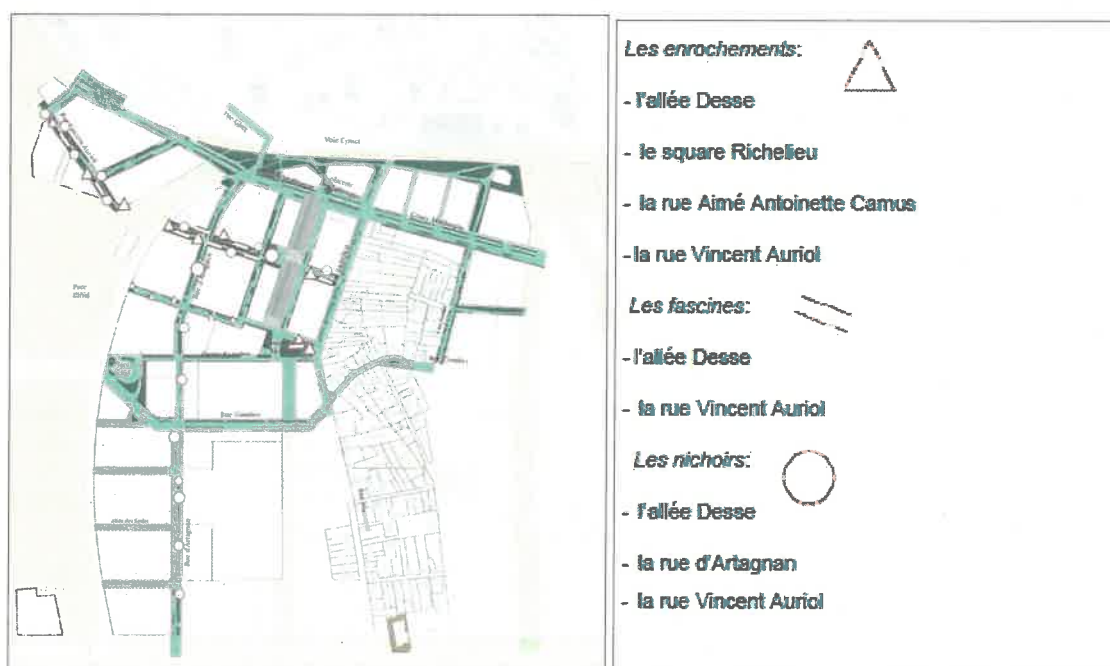 Voie Eymet
Rue Gambetta
Rue d'Artagnan
Les enrochements:
- l'allée Desse
- le square Richelieu
- la rue Aimé Antoinette Camus
- la rue Vincent Auriol
Les fascines:
- l'allée Desse
- la rue Vincent Auriol
Les nichoirs:
- l'allée Desse
- la rue d'Artagnan
- la rue Vincent Auriol